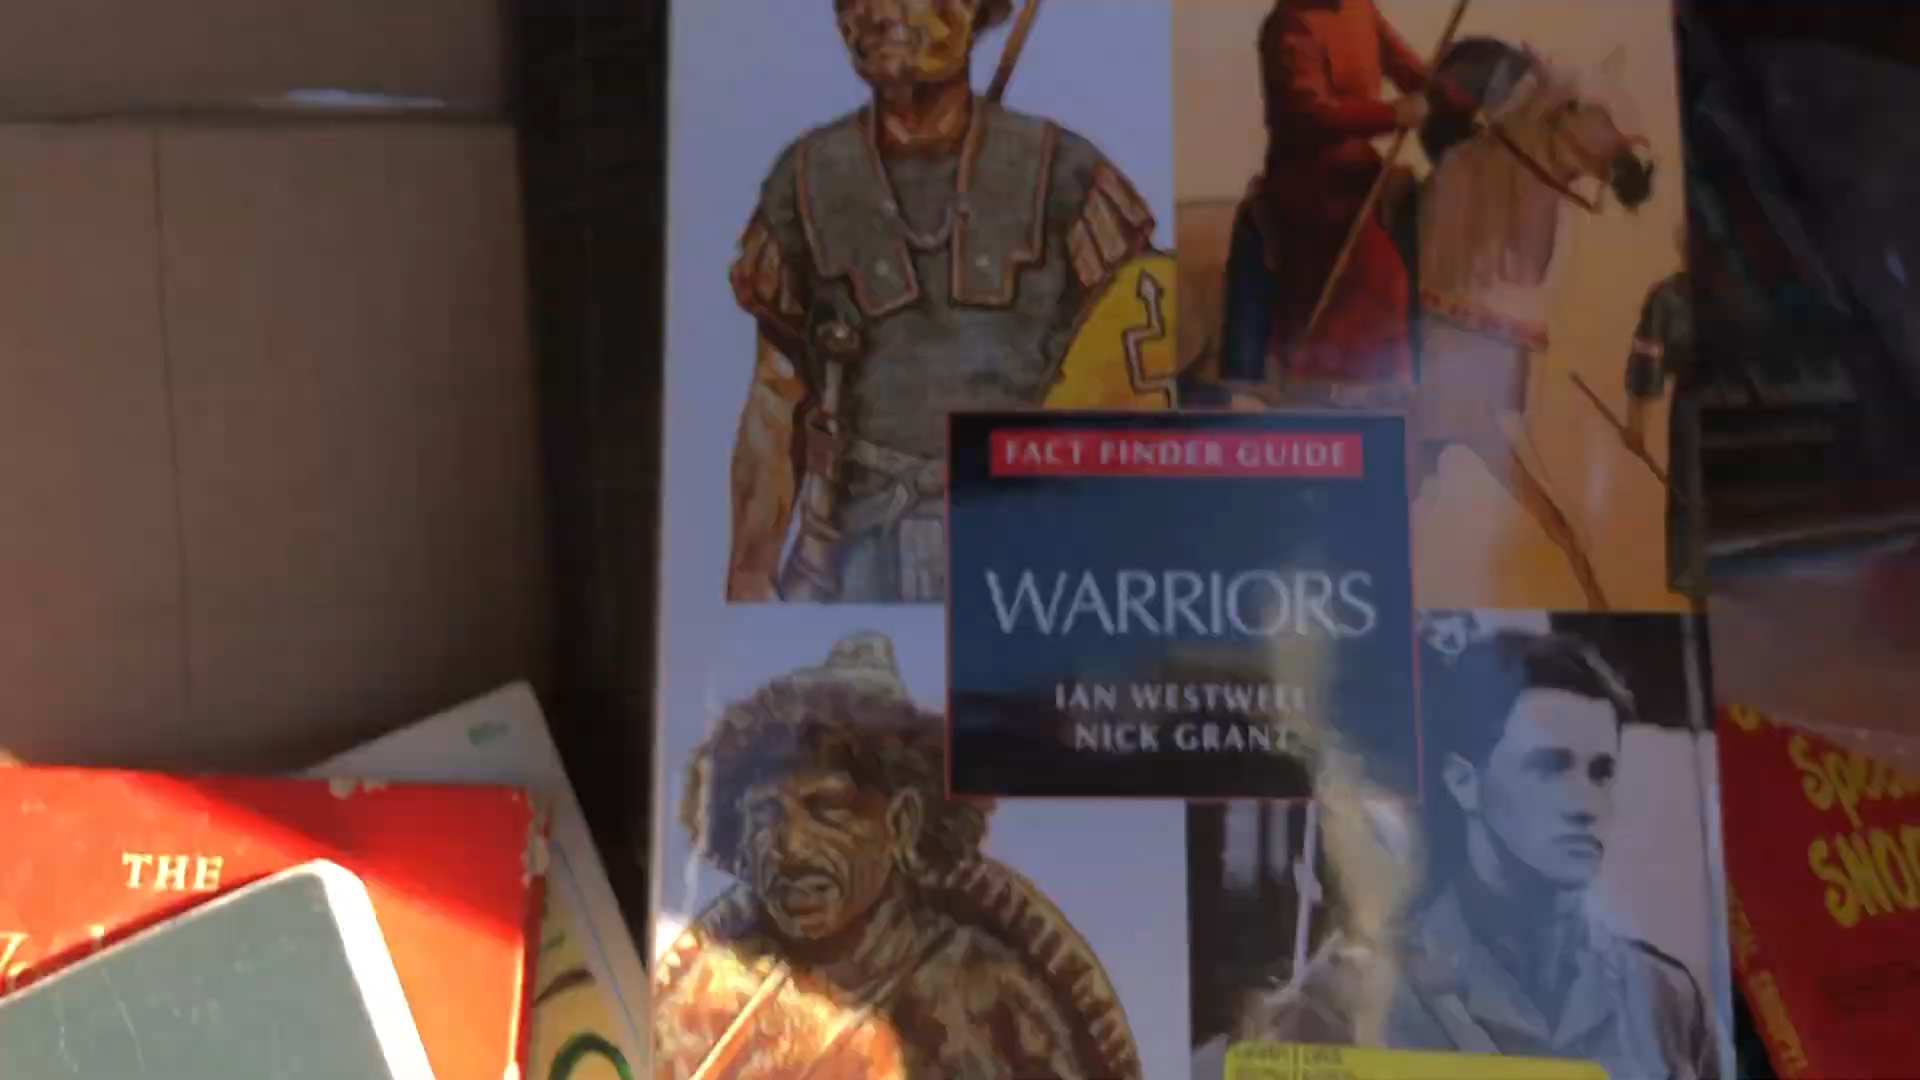 FACT FINDER GUIDE
WARRIORS
IAN WESTWELL
NICK GRANT
THE